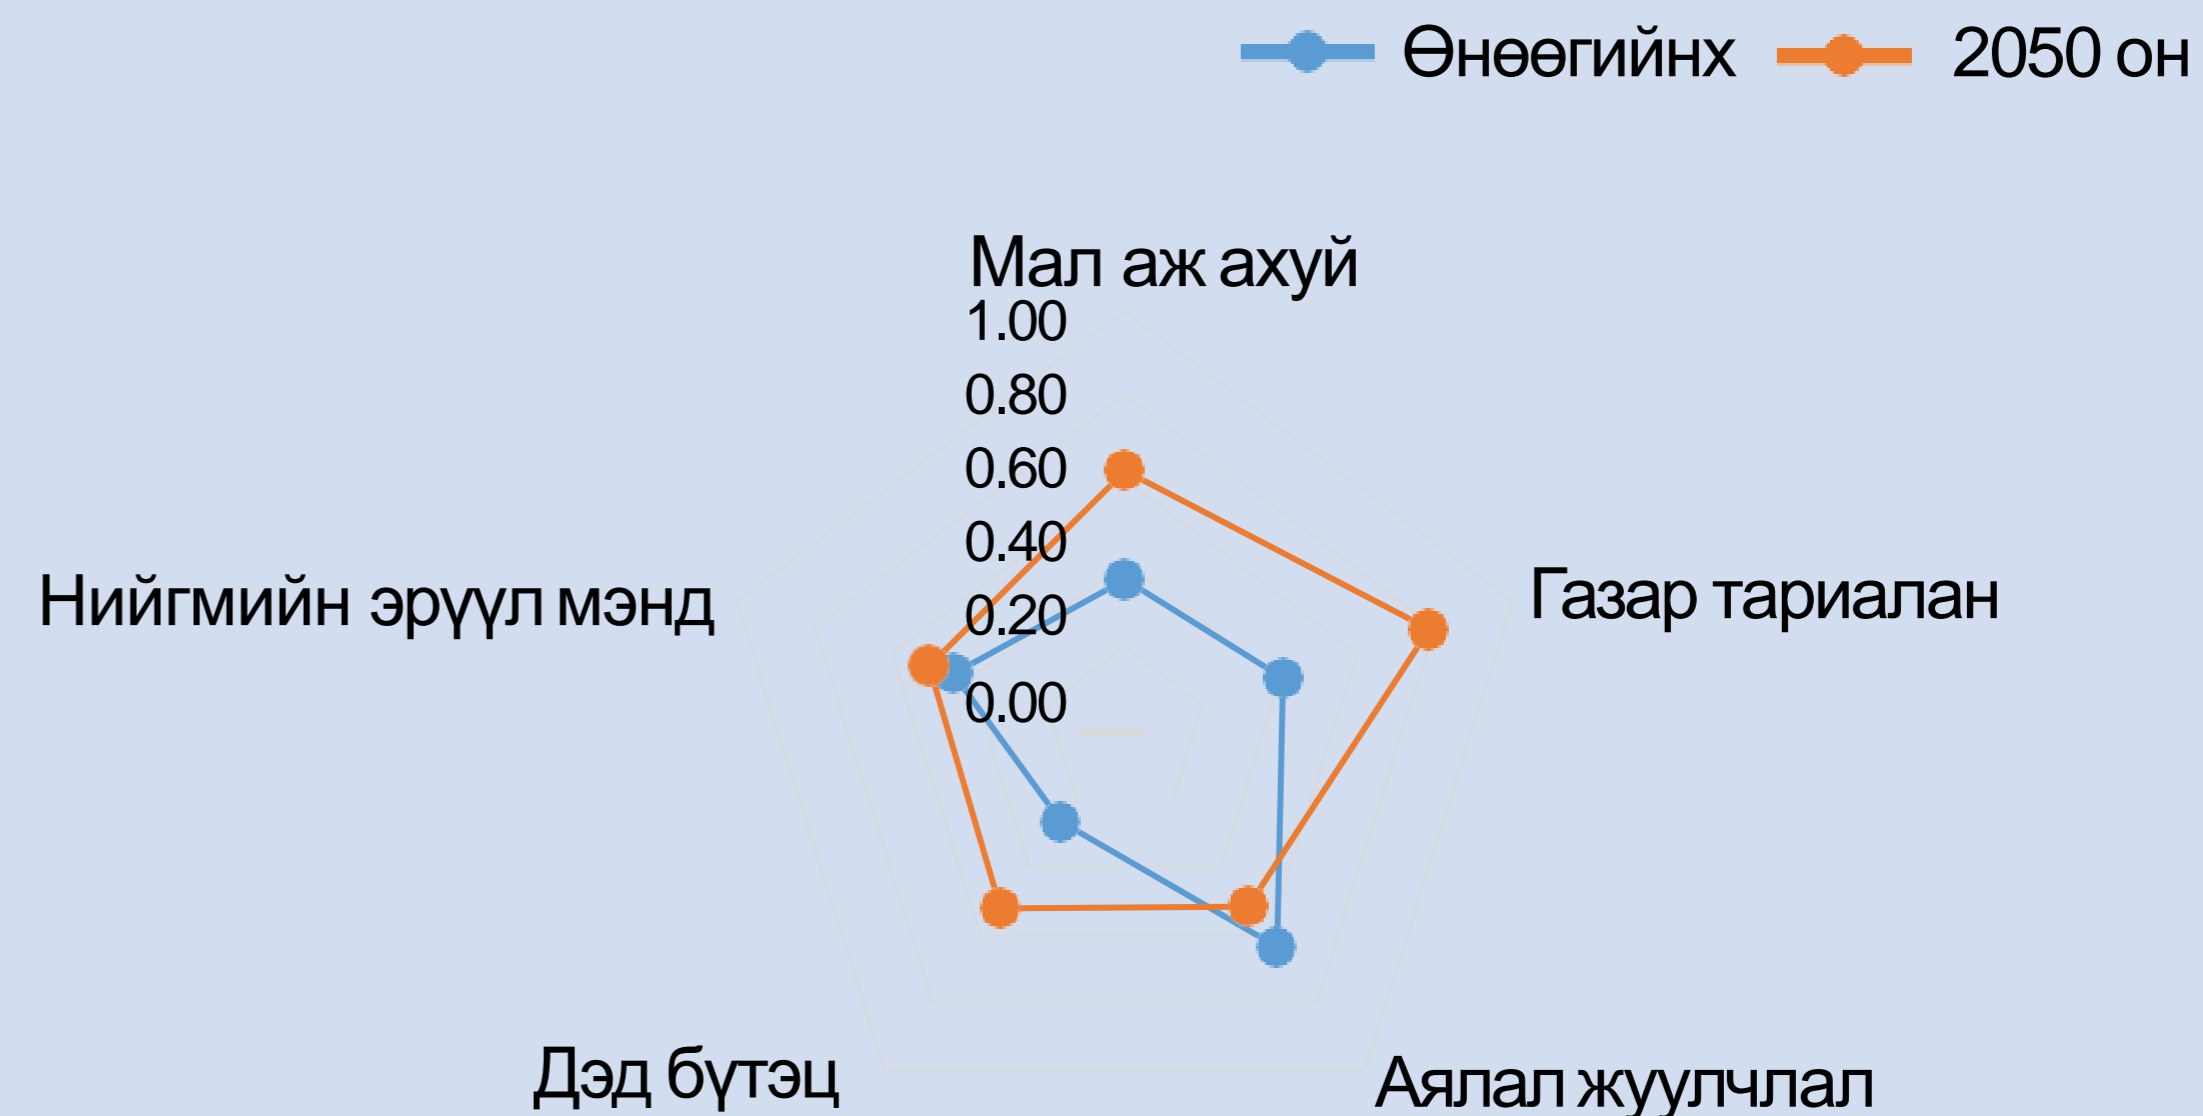 Өнөөгийнх 2050 он
Мал аж ахуй
1.00
0.80
0.60
0.40
0.20
0.00
Нийгмийн эрүүл мэнд
Газар тариалан
Дэд бүтэц
Аялал жуулчлал